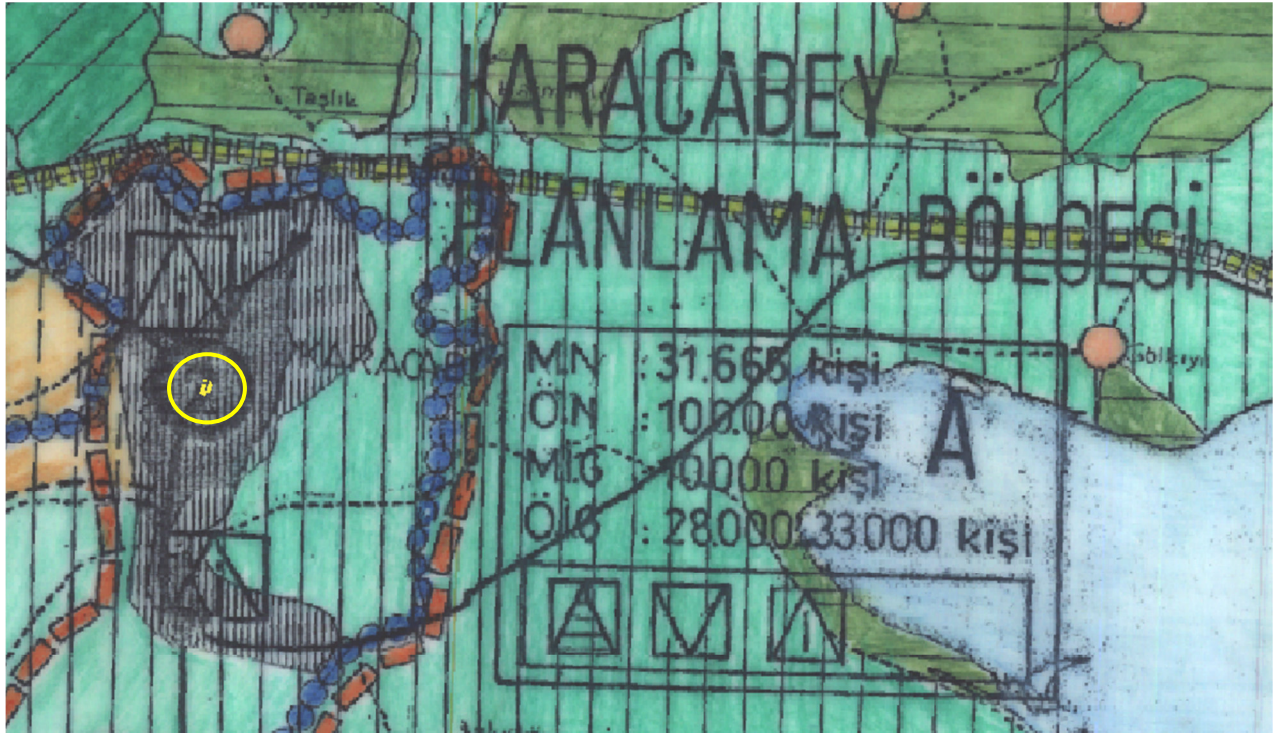 Taşlık
KARACABEY
PLANLAMA BÖLGESİ
KARACABEY
MN : 31.665 kişi
ÖN : 100.000 kişi
MİG : 10.000 kişi
ÖİG : 28.000-33.000 kişi
A
Gölkıyı